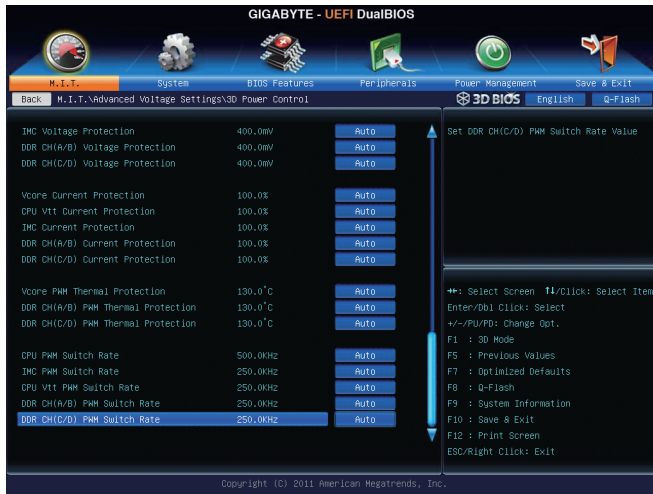 GIGABYTE - UEFI DualBIOS
M.I.T. System BIOS Features Peripherals Power Management Save & Exit
Back M.I.T.\Advanced Voltage Settings\3D Power Control 3D BIOS English Q-Flash
IMC Voltage Protection 400.0mV Auto
DDR CH(A/B) Voltage Protection 400.0mV Auto
DDR CH(C/D) Voltage Protection 400.0mV Auto
Vcore Current Protection 100.0% Auto
CPU Vtt Current Protection 100.0% Auto
IMC Current Protection 100.0% Auto
DDR CH(A/B) Current Protection 100.0% Auto
DDR CH(C/D) Current Protection 100.0% Auto
Vcore PWM Thermal Protection 130.0°C Auto
DDR CH(A/B) PWM Thermal Protection 130.0°C Auto
DDR CH(C/D) PWM Thermal Protection 130.0°C Auto
CPU PWM Switch Rate 500.0KHz Auto
IMC PWM Switch Rate 250.0KHz Auto
CPU Vtt PWM Switch Rate 250.0KHz Auto
DDR CH(A/B) PWM Switch Rate 250.0KHz Auto
DDR CH(C/D) PWM Switch Rate 250.0KHz Auto
Set DDR CH(C/D) PWM Switch Rate Value
→←: Select Screen ↑↓/Click: Select Item
Enter/Dbl Click: Select
+/-/PU/PD: Change Opt.
F1 : 3D Mode
F5 : Previous Values
F7 : Optimized Defaults
F8 : Q-Flash
F9 : System Information
F10 : Save & Exit
F12 : Print Screen
ESC/Right Click: Exit
Copyright (C) 2011 American Megatrends, Inc.